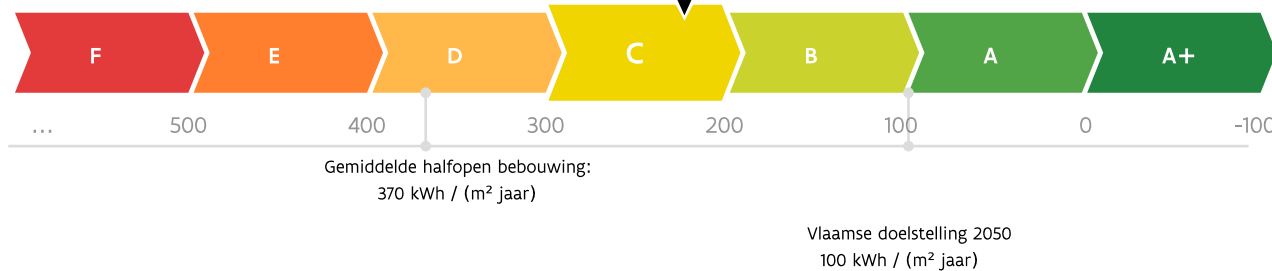 F E D C B A A+
... 500 400 300 200 100 0 -100
Gemiddelde halfopen bebouwing:
370 kWh / (m² jaar)
Vlaamse doelstelling 2050
100 kWh / (m² jaar)